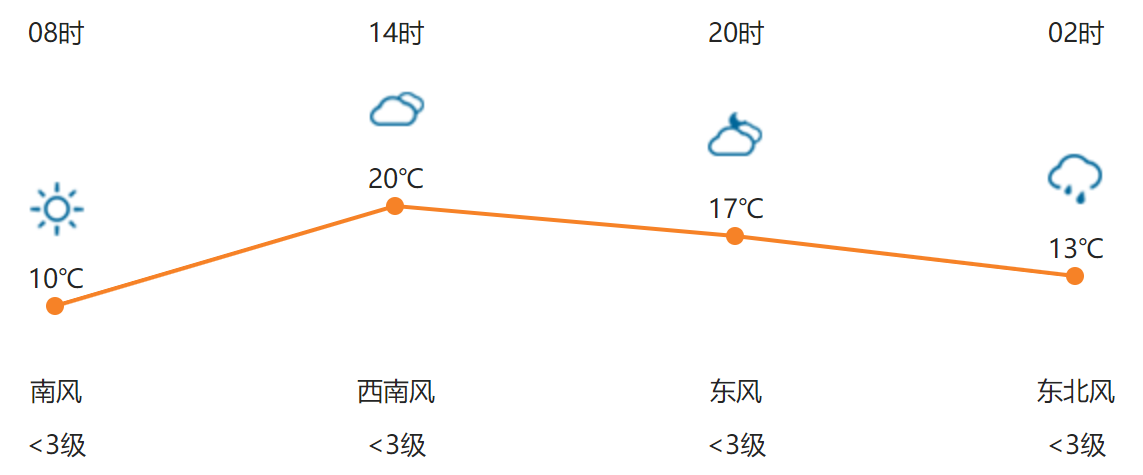 08时 14时 20时 02时
20℃
17℃
13℃
10℃
南风 西南风 东风 东北风
<3级 <3级 <3级 <3级